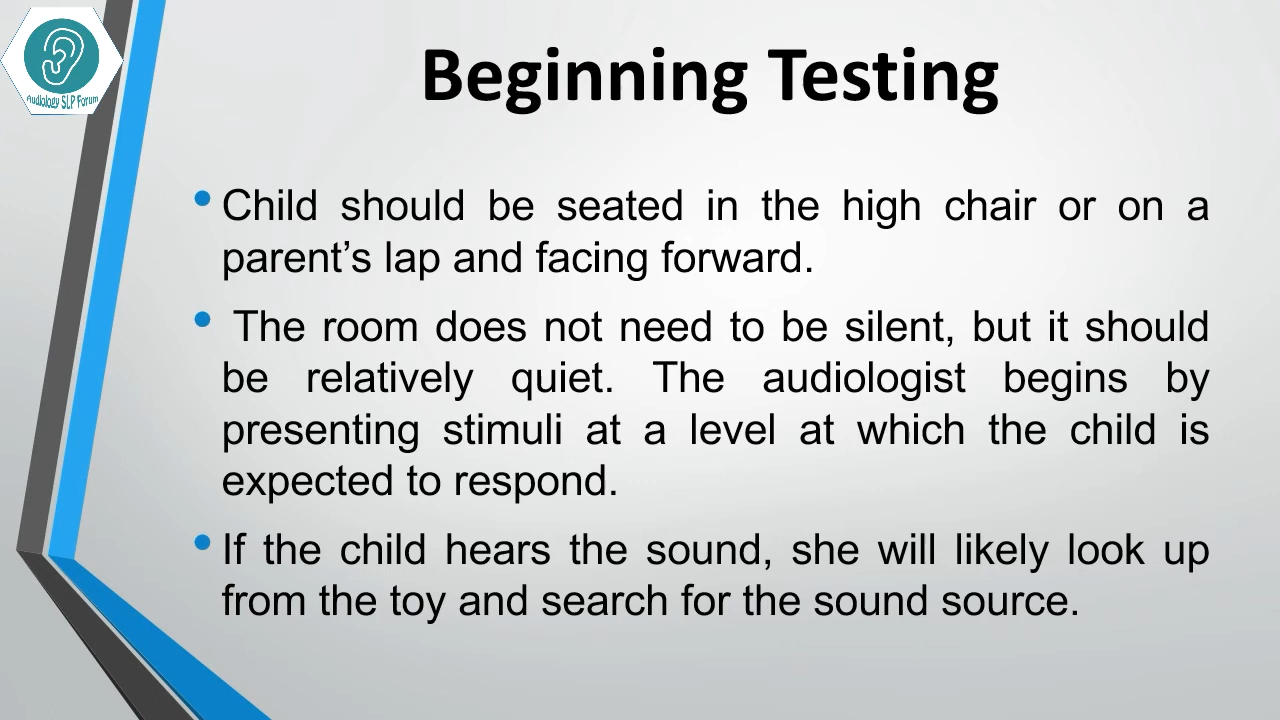 Audiology SLP Forum
Beginning Testing
• Child should be seated in the high chair or on a
parent’s lap and facing forward.
• The room does not need to be silent, but it should
be relatively quiet. The audiologist begins by
presenting stimuli at a level at which the child is
expected to respond.
• If the child hears the sound, she will likely look up
from the toy and search for the sound source.